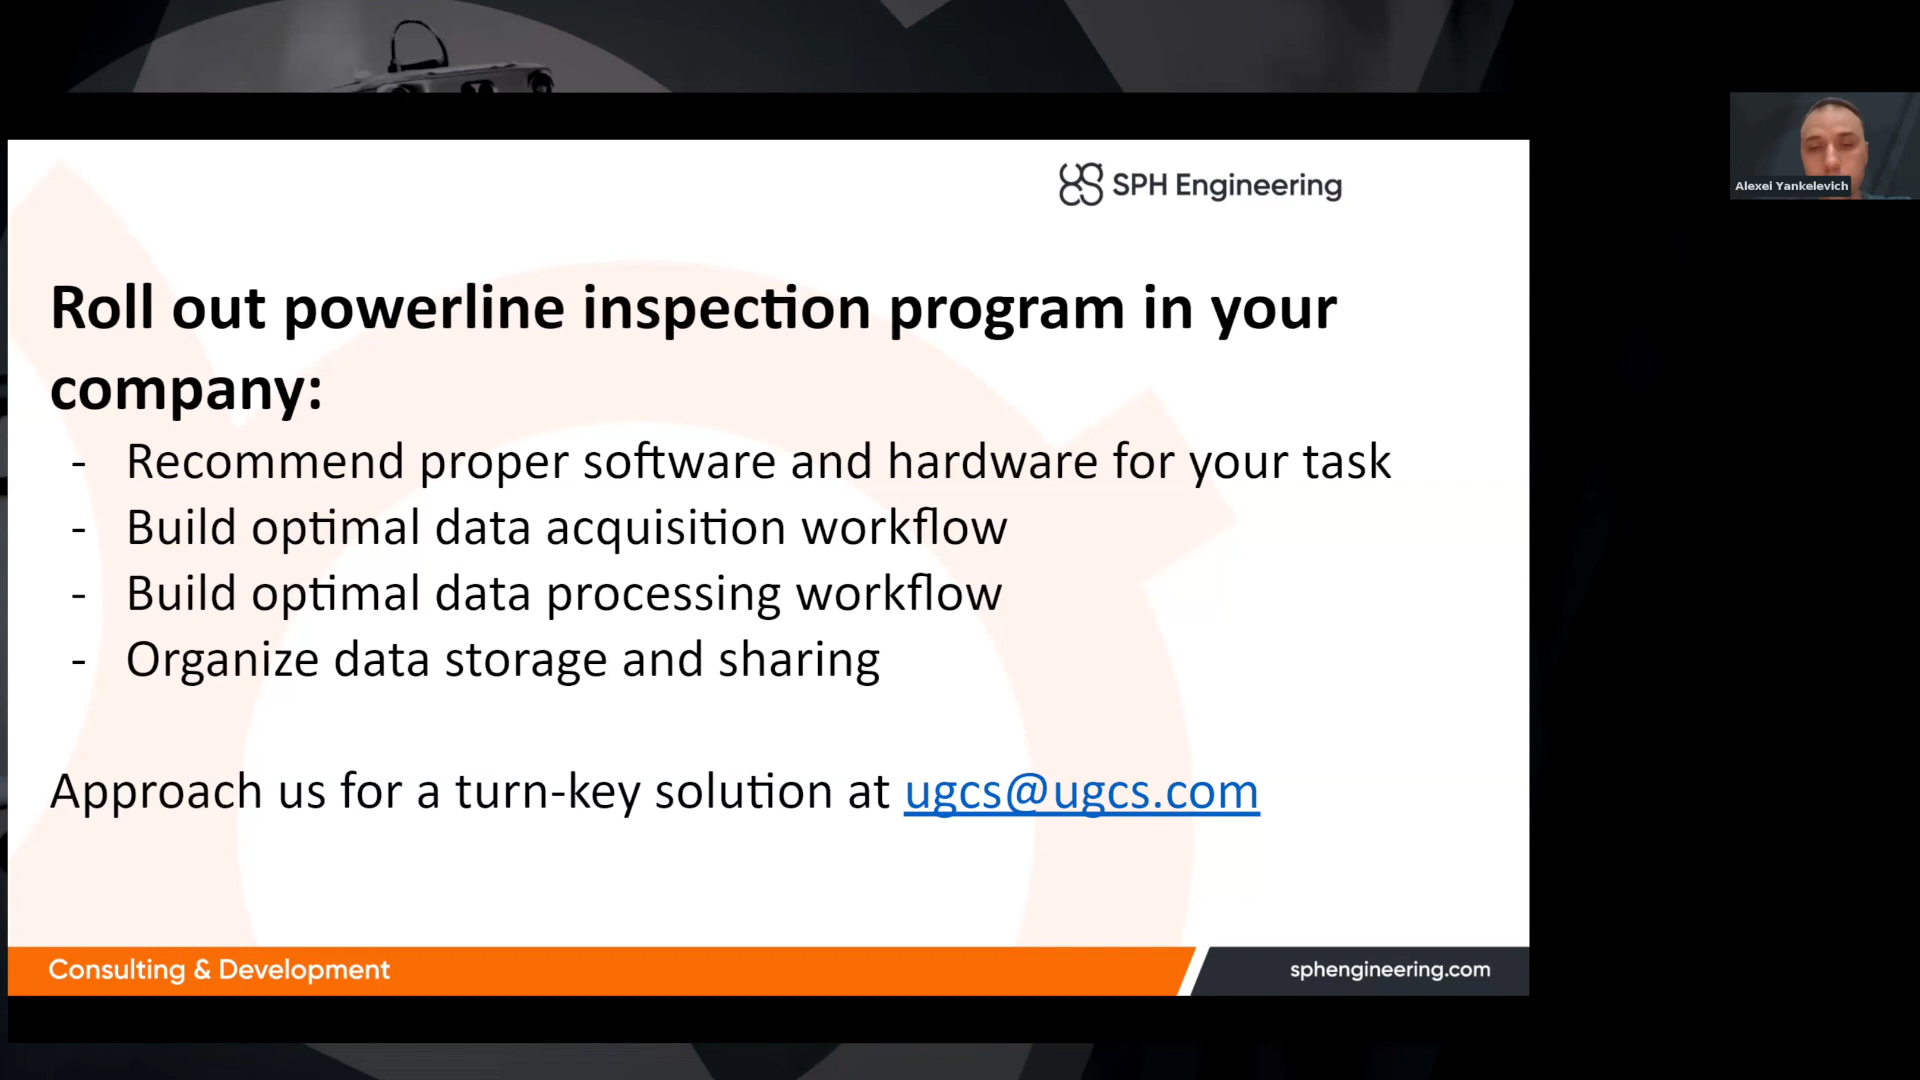 SPH Engineering
Alexei Yankelevich
Roll out powerline inspection program in your
company:
- Recommend proper software and hardware for your task
- Build optimal data acquisition workflow
- Build optimal data processing workflow
- Organize data storage and sharing
Approach us for a turn-key solution at ugcs@ugcs.com
Consulting & Development
sphengineering.com